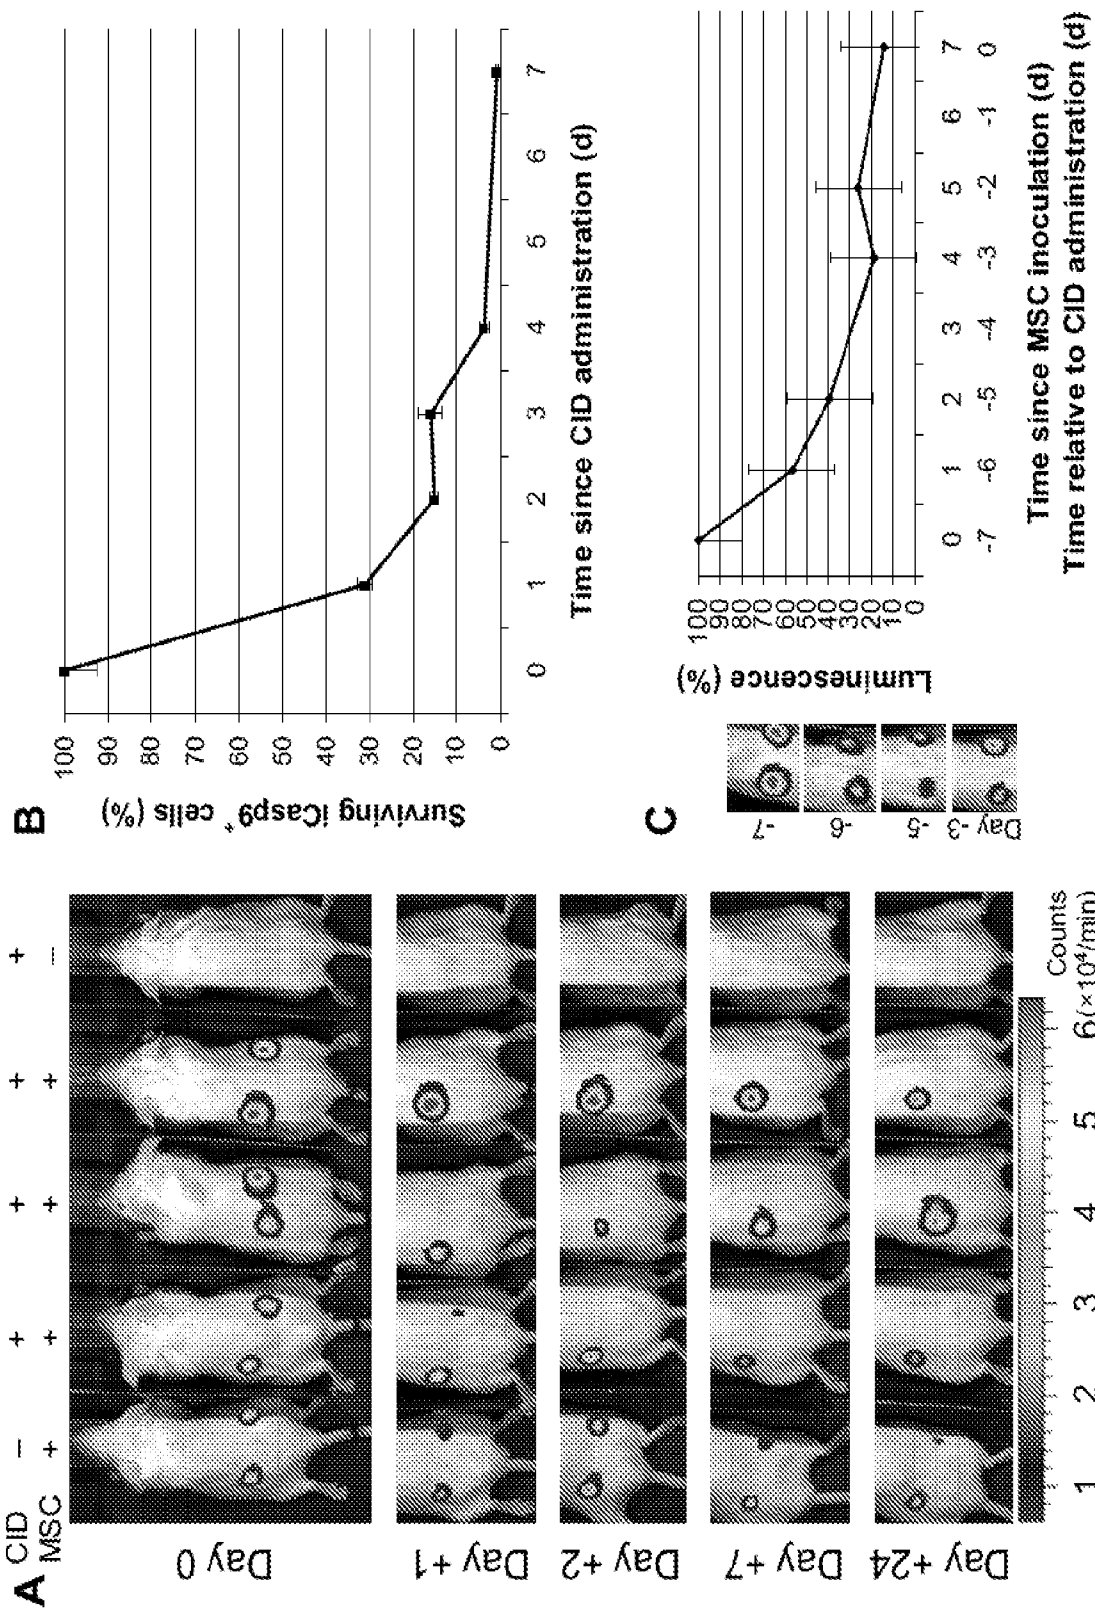 A
CID − + + + +
MSC + + + + −
Day 0
Day +1
Day +2
Day +7
Day +24
1 2 3 4 5 6 (×10⁴/min)
Counts
B
Surviving iCasp9⁺ cells (%)
100
90
80
70
60
50
40
30
20
10
0
0 1 2 3 4 5 6 7
Time since CID administration (d)
C
-7
-6
-5
Day -3
Luminescence (%)
100
90
80
70
60
50
40
30
20
10
0
0 1 2 3 4 5 6 7
-7 -6 -5 -4 -3 -2 -1 0
Time since MSC inoculation (d)
Time relative to CID administration (d)